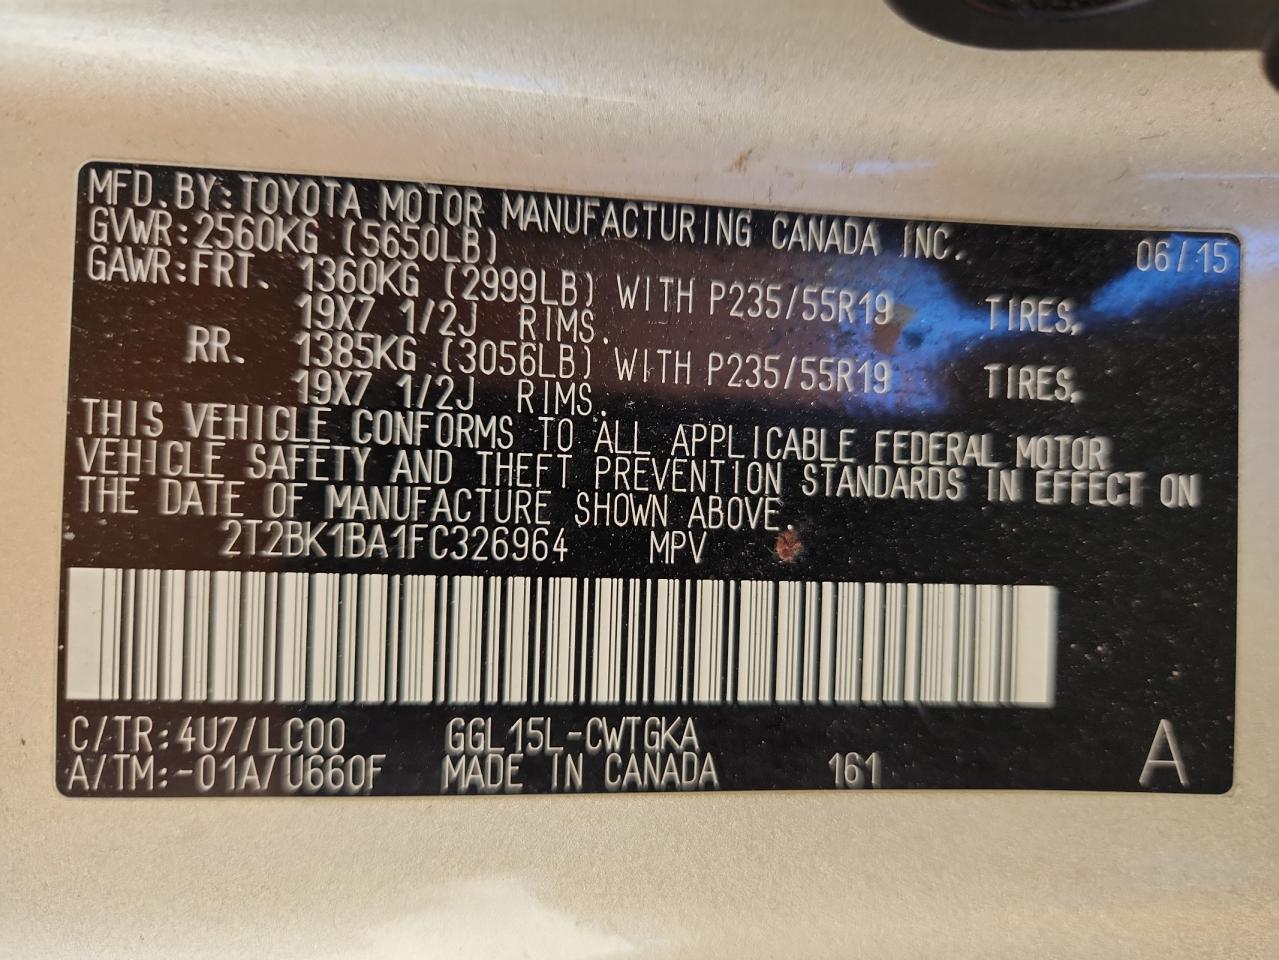 MFD. BY: TOYOTA MOTOR MANUFACTURING CANADA INC. 06/15
GVWR: 2560KG (5650LB)
GAWR: FRT. 1360KG (2999LB) WITH P235/55R19 TIRES,
19X7 1/2J RIMS.
RR. 1385KG (3056LB) WITH P235/55R19 TIRES,
19X7 1/2J RIMS.
THIS VEHICLE CONFORMS TO ALL APPLICABLE FEDERAL MOTOR
VEHICLE SAFETY AND THEFT PREVENTION STANDARDS IN EFFECT ON
THE DATE OF MANUFACTURE SHOWN ABOVE.
2T2BK1BA1FC326964 MPV
C/TR: 4U7/LC00 GGL15L-CWTGKA
A/TM: -01A/U660F MADE IN CANADA 161 A